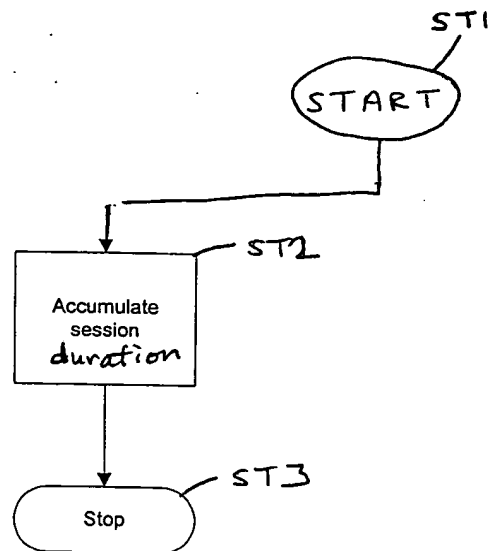 ST1
START
ST2
Accumulate
session
duration
ST3
Stop